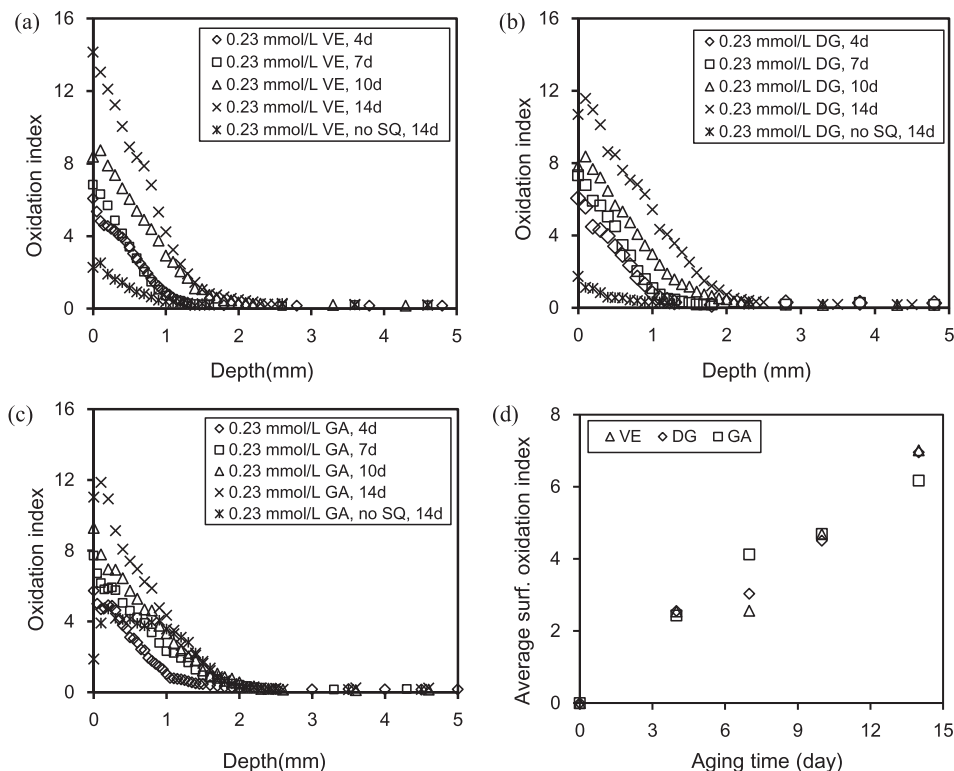 (a)
16
12
8
4
0
Oxidation index
0.23 mmol/L VE, 4d
0.23 mmol/L VE, 7d
0.23 mmol/L VE, 10d
0.23 mmol/L VE, 14d
0.23 mmol/L VE, no SQ, 14d
0 1 2 3 4 5
Depth(mm)
(b)
16
12
8
4
0
Oxidation index
0.23 mmol/L DG, 4d
0.23 mmol/L DG, 7d
0.23 mmol/L DG, 10d
0.23 mmol/L DG, 14d
0.23 mmol/L DG, no SQ, 14d
0 1 2 3 4 5
Depth (mm)
(c)
16
12
8
4
0
Oxidation index
0.23 mmol/L GA, 4d
0.23 mmol/L GA, 7d
0.23 mmol/L GA, 10d
0.23 mmol/L GA, 14d
0.23 mmol/L GA, no SQ, 14d
0 1 2 3 4 5
Depth(mm)
(d)
8
6
4
2
0
Average surf. oxidation index
VE DG GA
0 3 6 9 12 15
Aging time (day)